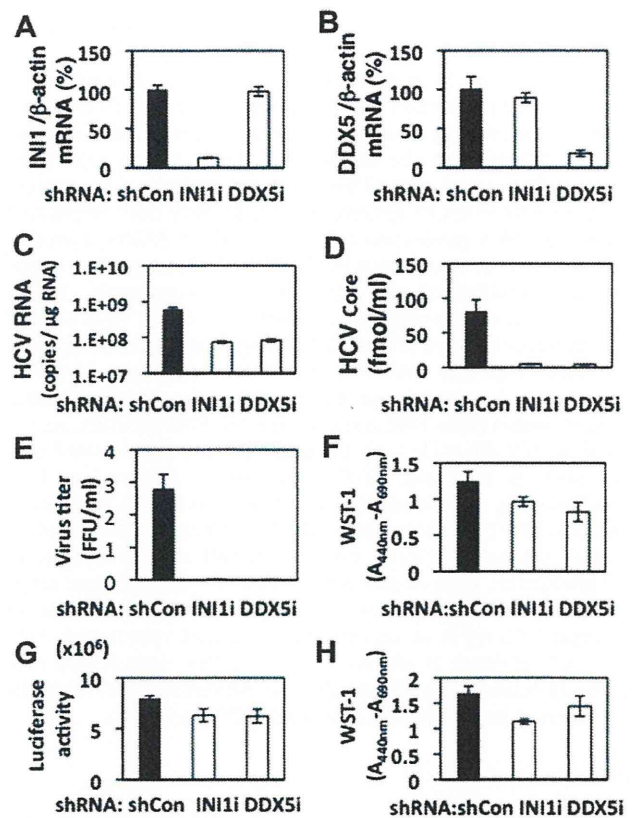 A
INI1 /β-actin
mRNA (%)
150
100
50
0
shRNA: shCon INI1i DDX5i
B
DDX5 /β-actin
mRNA (%)
150
100
50
0
shRNA: shCon INI1i DDX5i
C
HCV RNA
(copies/ μg RNA)
1.E+10
1.E+09
1.E+08
1.E+07
shRNA: shCon INI1i DDX5i
D
HCV core
(fmol/ml)
150
100
50
0
shRNA: shCon INI1i DDX5i
E
Virus titer
(FFU/ml)
4
3
2
1
0
shRNA: shCon INI1i DDX5i
F
WST-1
(A440nm-A690nm)
1.5
1
0.5
0
shRNA:shCon INI1i DDX5i
G
(x10⁶)
Luciferase
activity
10
5
0
shRNA: shCon INI1i DDX5i
H
WST-1
(A440nm-A690nm)
2
1.5
1
0.5
0
shRNA:shCon INI1i DDX5i